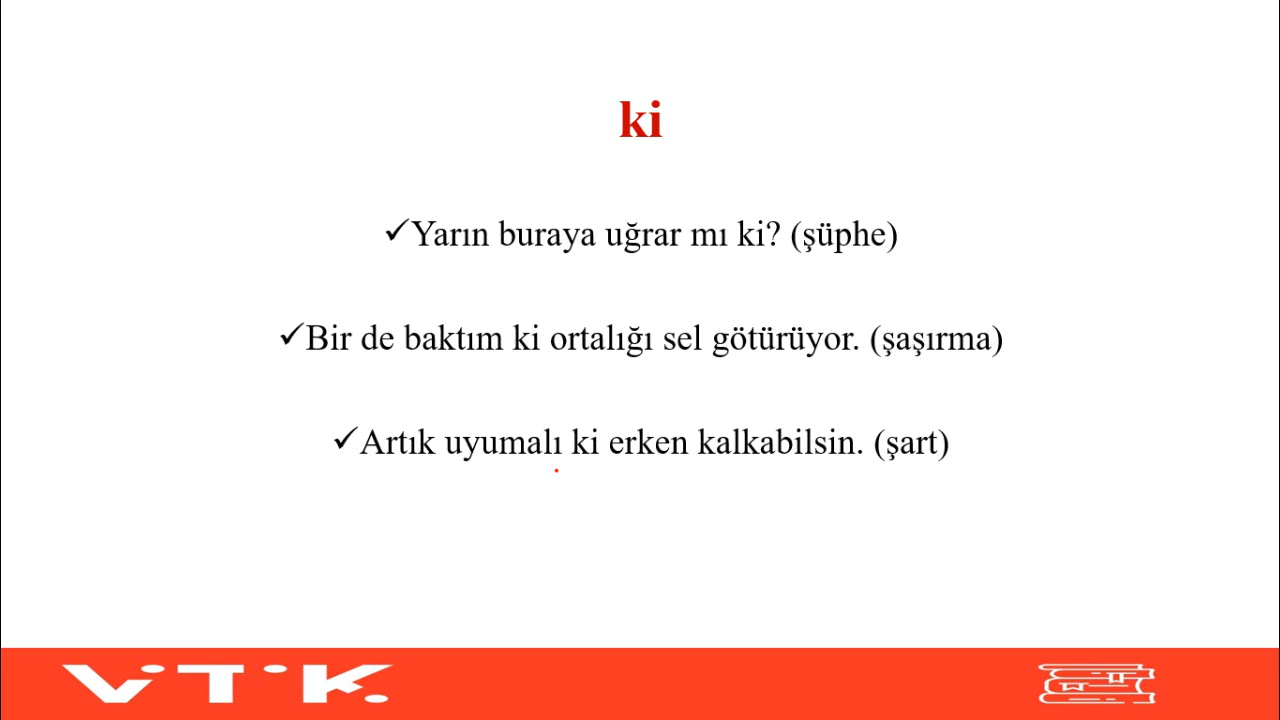 ki
✓Yarın buraya uğrar mı ki? (şüphe)
✓Bir de baktım ki ortalığı sel götürüyor. (şaşırma)
✓Artık uyumalı ki erken kalkabilsin. (şart)
VTK